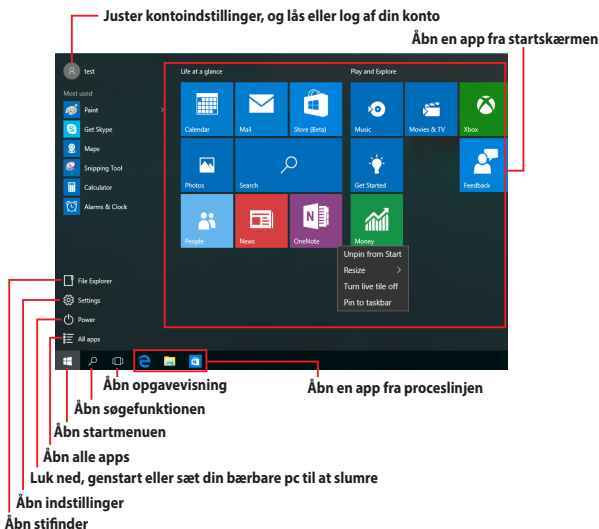 Juster kontoindstillinger, og lås eller log af din konto
Åbn en app fra startskærmen
test
Most used
Paint
Get Skype
Maps
Snipping Tool
Calculator
Alarms & Clock
File Explorer
Settings
Power
All apps
Life at a glance
Calendar
Mail
Store (Beta)
Photos
Search
People
News
OneNote
Play and Explore
Music
Movies & TV
Xbox
Get Started
Feedback
Money
Unpin from Start
Resize
Turn live tile off
Pin to taskbar
Åbn opgavevisning
Åbn en app fra proceslinjen
Åbn søgefunktionen
Åbn startmenuen
Åbn alle apps
Luk ned, genstart eller sæt din bærbare pc til at slumre
Åbn indstillinger
Åbn stifinder